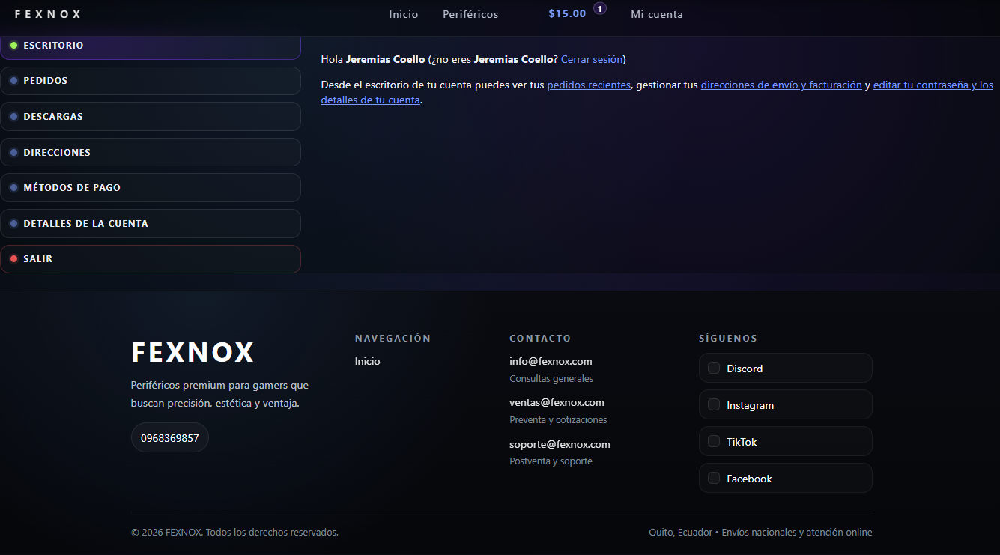 FEXNOX
Inicio
Periféricos
$15.00
1
Mi cuenta
ESCRITORIO
PEDIDOS
DESCARGAS
DIRECCIONES
MÉTODOS DE PAGO
DETALLES DE LA CUENTA
SALIR
Hola Jeremias Coello (¿no eres Jeremias Coello? Cerrar sesión)
Desde el escritorio de tu cuenta puedes ver tus pedidos recientes, gestionar tus direcciones de envío y facturación y editar tu contraseña y los
detalles de tu cuenta.
FEXNOX
Periféricos premium para gamers que
buscan precisión, estética y ventaja.
0968369857
NAVEGACIÓN
Inicio
CONTACTO
info@fexnox.com
Consultas generales
ventas@fexnox.com
Preventa y cotizaciones
soporte@fexnox.com
Postventa y soporte
SÍGUENOS
Discord
Instagram
TikTok
Facebook
© 2026 FEXNOX. Todos los derechos reservados.
Quito, Ecuador • Envíos nacionales y atención online